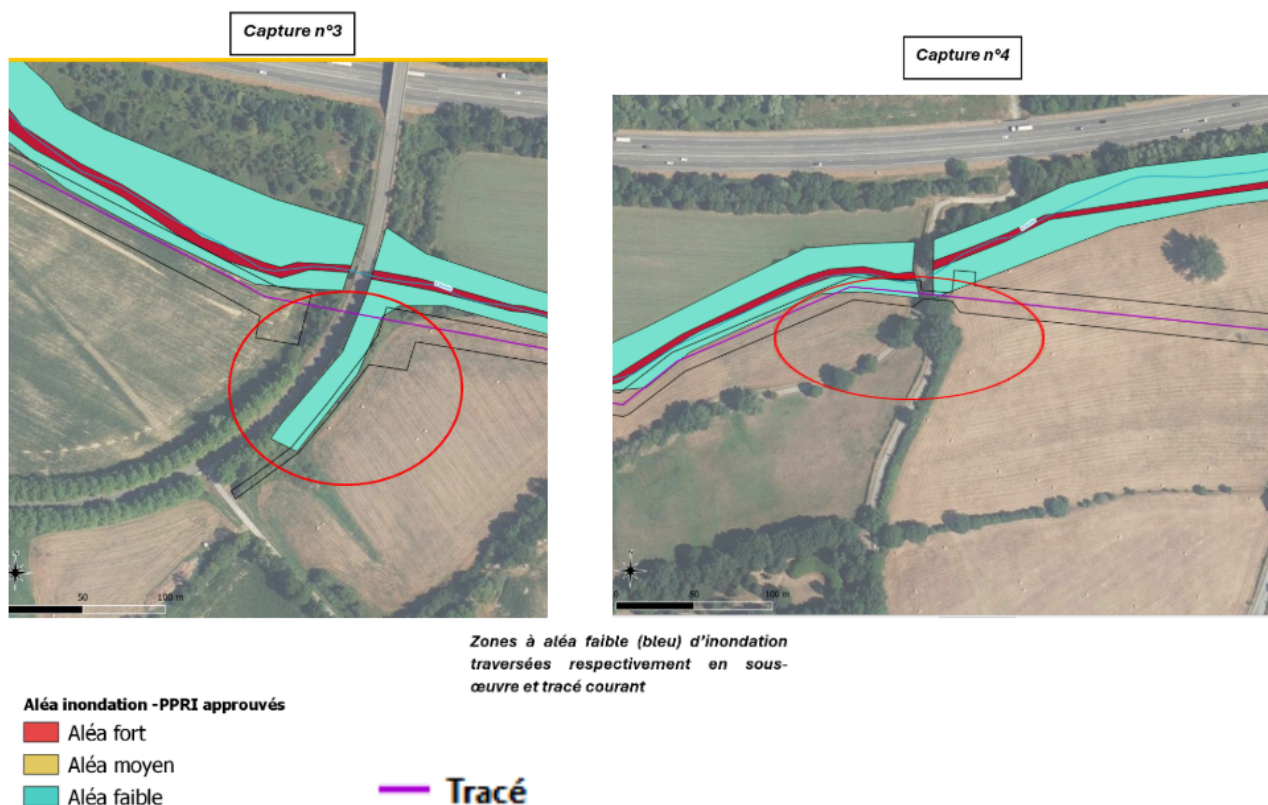 Capture n°3
Capture n°4
50
100 m
0
50
100 m
Zones à aléa faible (bleu) d'inondation
traversées respectivement en sous-
œuvre et tracé courant
Aléa inondation -PPRI approuvés
Aléa fort
Aléa moyen
Aléa faible
Tracé